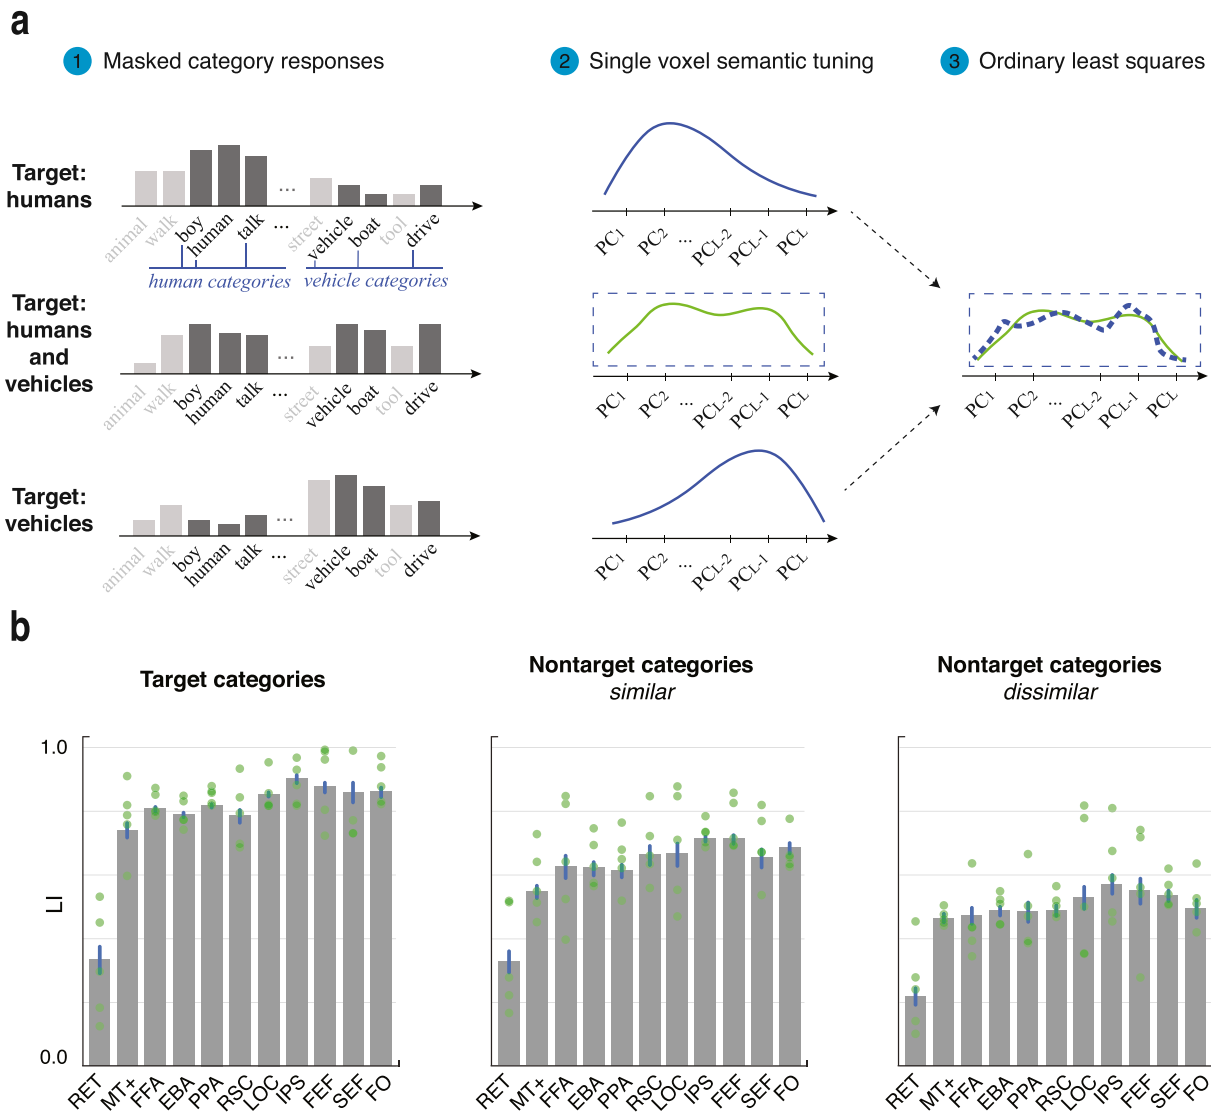 a
1 Masked category responses
2 Single voxel semantic tuning
3 Ordinary least squares
Target:
humans
animal walk boy human talk ... street vehicle boat tool drive
human categories vehicle categories
PC1 PC2 ... PCL-2 PCL-1 PCL
Target:
humans
and
vehicles
animal walk boy human talk ... street vehicle boat tool drive
PC1 PC2 ... PCL-2 PCL-1 PCL
PC1 PC2 ... PCL-2 PCL-1 PCL
Target:
vehicles
animal walk boy human talk ... street vehicle boat tool drive
PC1 PC2 ... PCL-2 PCL-1 PCL
b
Target categories
Nontarget categories
similar
Nontarget categories
dissimilar
1.0
LI
0.0
RET MT+ FFA EBA PPA RSC LOC IPS FEF SEF FO
RET MT+ FFA EBA PPA RSC LOC IPS FEF SEF FO
RET MT+ FFA EBA PPA RSC LOC IPS FEF SEF FO